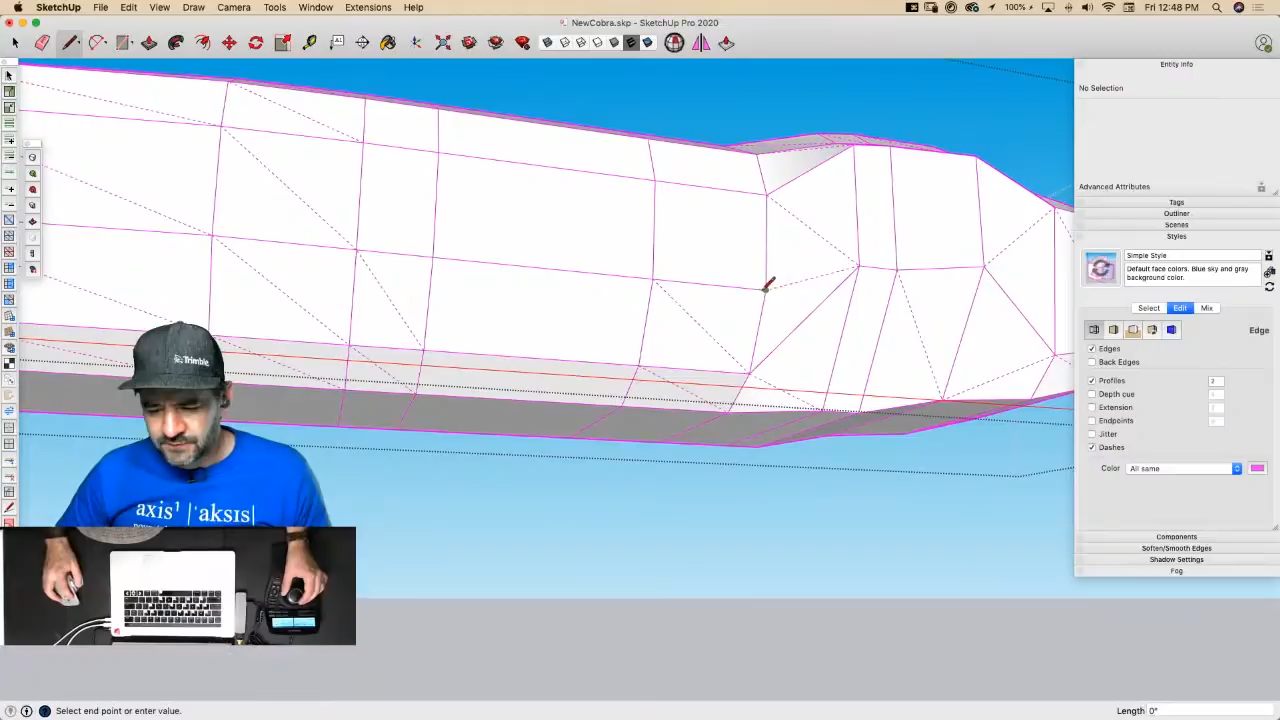 SketchUp File Edit View Draw Camera Tools Window Extensions Help
100% Fri 12:48 PM
NewCobra.skp - SketchUp Pro 2020
Entity Info
No Selection
Advanced Attributes
Tags
Outliner
Scenes
Styles
Simple Style
Default face colors. Blue sky and gray
background color.
Select Edit Mix
Edge
Edges
Back Edges
Profiles 2
Depth cue
Extension
Endpoints
Jitter
Dashes
Color All same
Components
Soften/Smooth Edges
Shadow Settings
Fog
Trimble
axis¹ |ˈaksɪs|
Select end point or enter value.
Length 0"